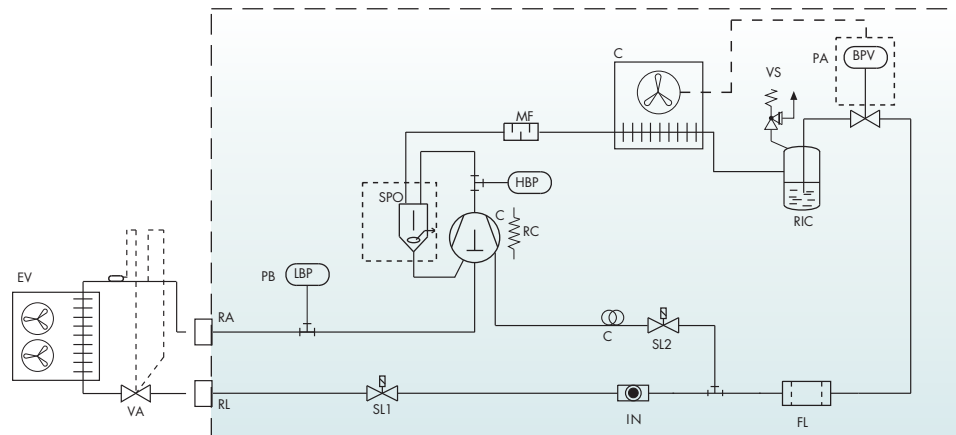 C
PA
BPV
VS
MF
HBP
SPO
C
RC
RIC
EV
PB
LBP
RA
C
SL2
VA
RL
SL1
IN
FL